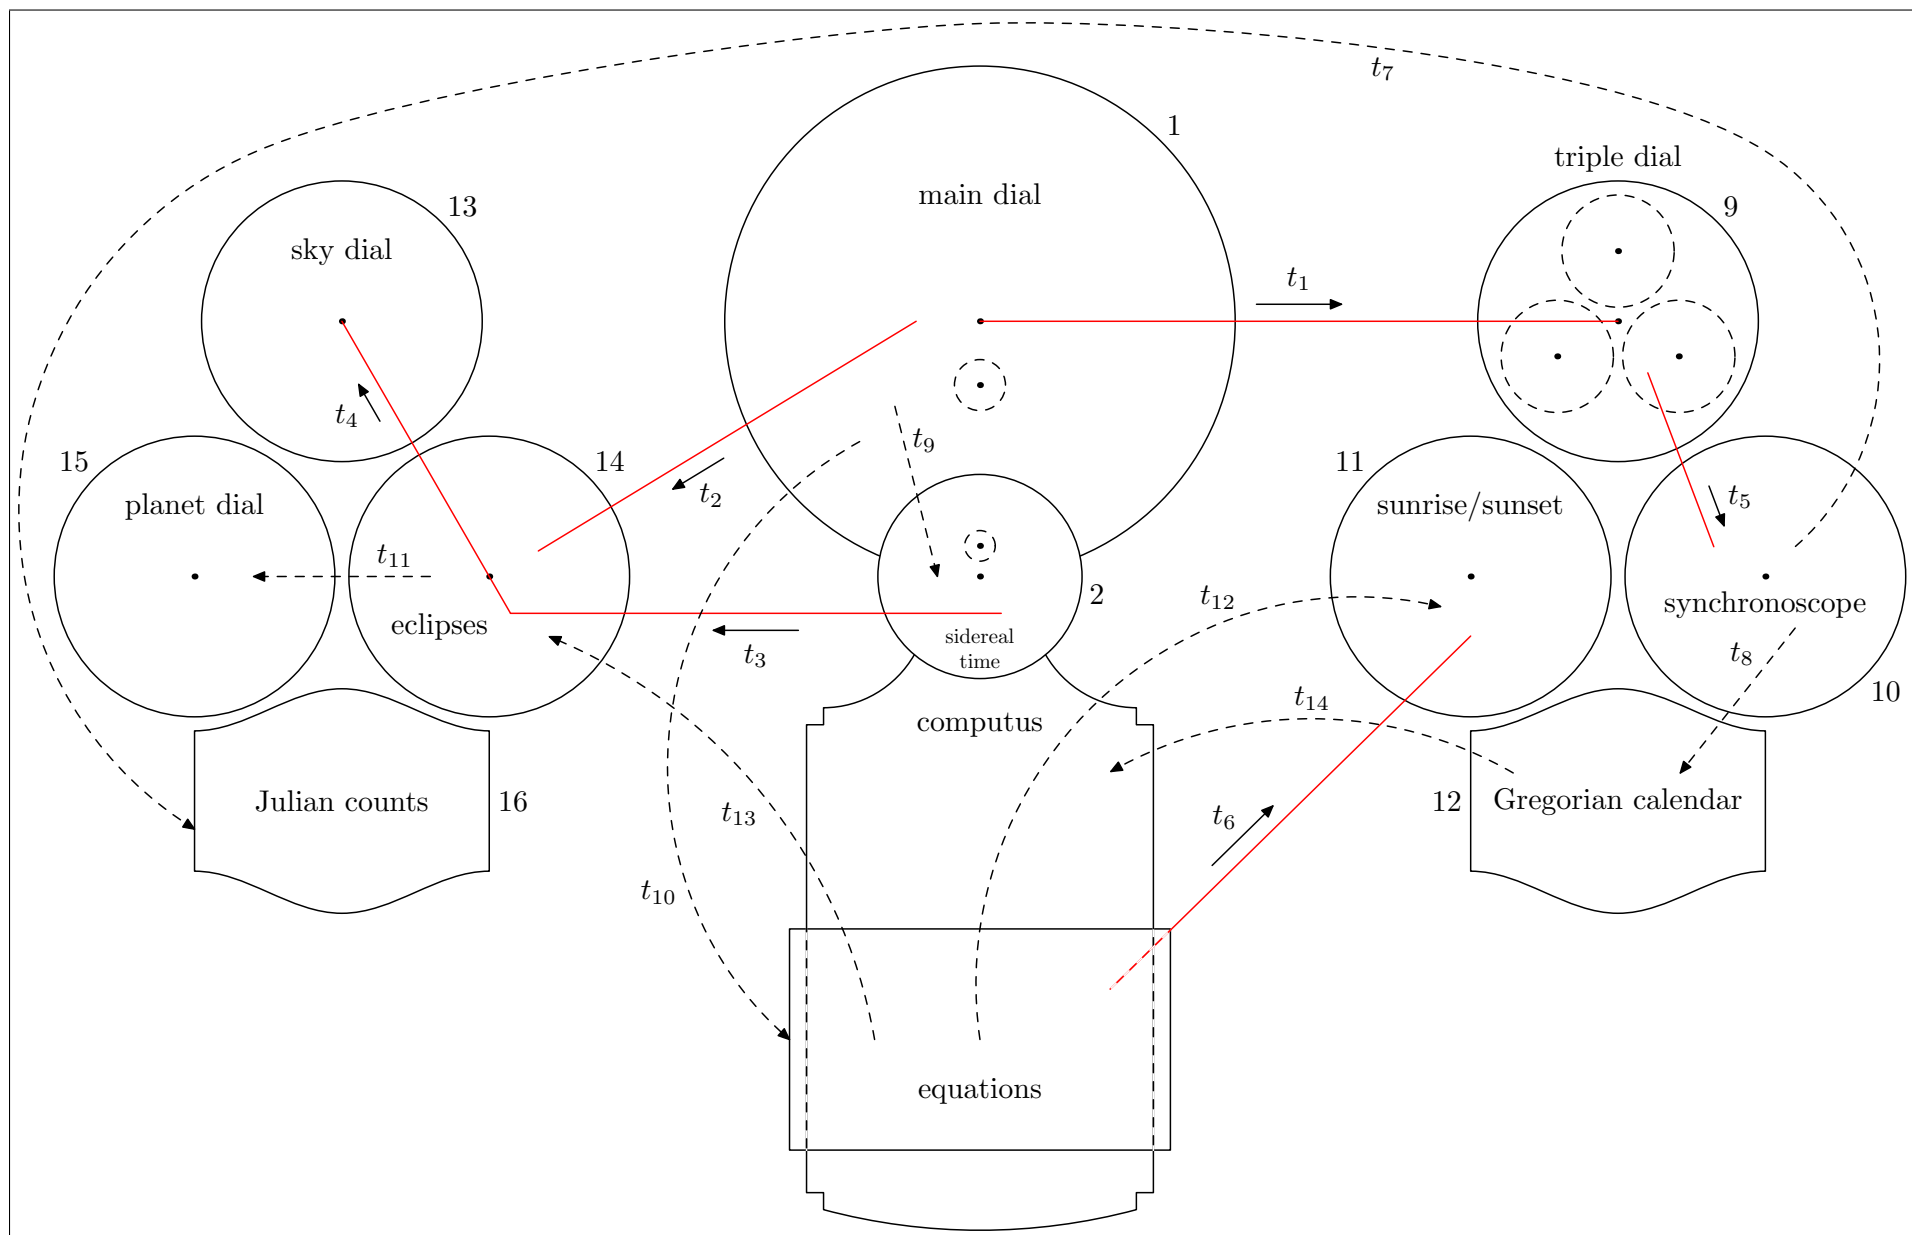 t7
1
triple dial
main dial
13
9
sky dial
t1
t4
t9
15
14
11
t2
planet dial
sunrise/sunset
t5
t11
2
t12
synchronoscope
eclipses
sidereal
time
t3
t8
10
t14
computus
Julian counts
16
12
Gregorian calendar
t13
t6
t10
equations